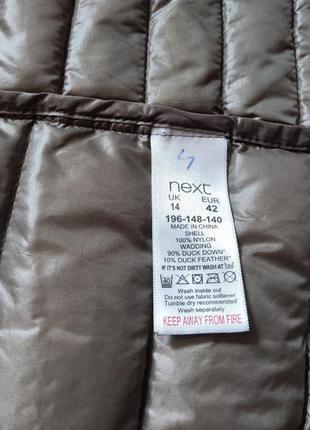 next
UK EUR
14 42
196-148-140
MADE IN CHINA
SHELL
100% NYLON
WADDING
90% DUCK DOWN*
10% DUCK FEATHER*
IF IT'S NOT DIRTY WASH AT
40
Wash inside out
Do not use fabric softener
Tumble dry recommended
Wash separately
KEEP AWAY FROM FIRE